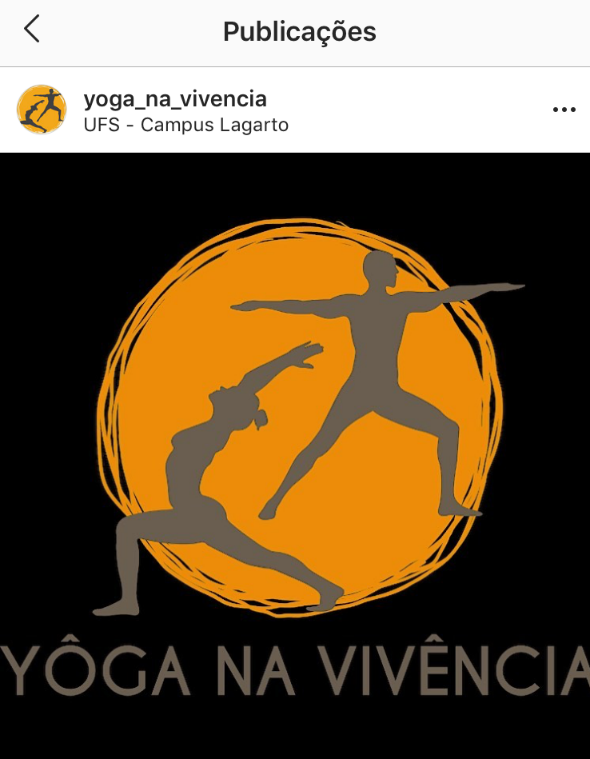 Publicações
yoga_na_vivencia
UFS - Campus Lagarto
YÔGA NA VIVÊNCIA